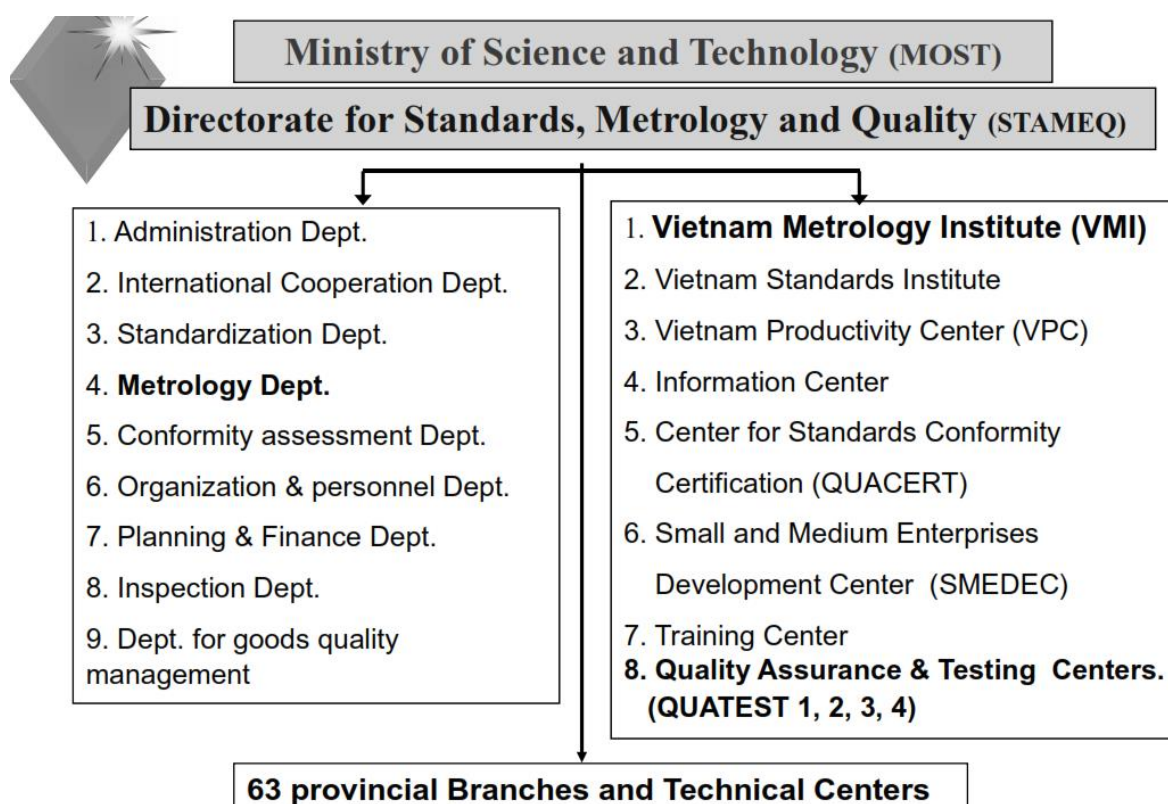 Ministry of Science and Technology (MOST)
Directorate for Standards, Metrology and Quality (STAMEQ)
1. Administration Dept.
2. International Cooperation Dept.
3. Standardization Dept.
4. Metrology Dept.
5. Conformity assessment Dept.
6. Organization & personnel Dept.
7. Planning & Finance Dept.
8. Inspection Dept.
9. Dept. for goods quality
management
1. Vietnam Metrology Institute (VMI)
2. Vietnam Standards Institute
3. Vietnam Productivity Center (VPC)
4. Information Center
5. Center for Standards Conformity
Certification (QUACERT)
6. Small and Medium Enterprises
Development Center (SMEDEC)
7. Training Center
8. Quality Assurance & Testing Centers.
(QUATEST 1, 2, 3, 4)
63 provincial Branches and Technical Centers